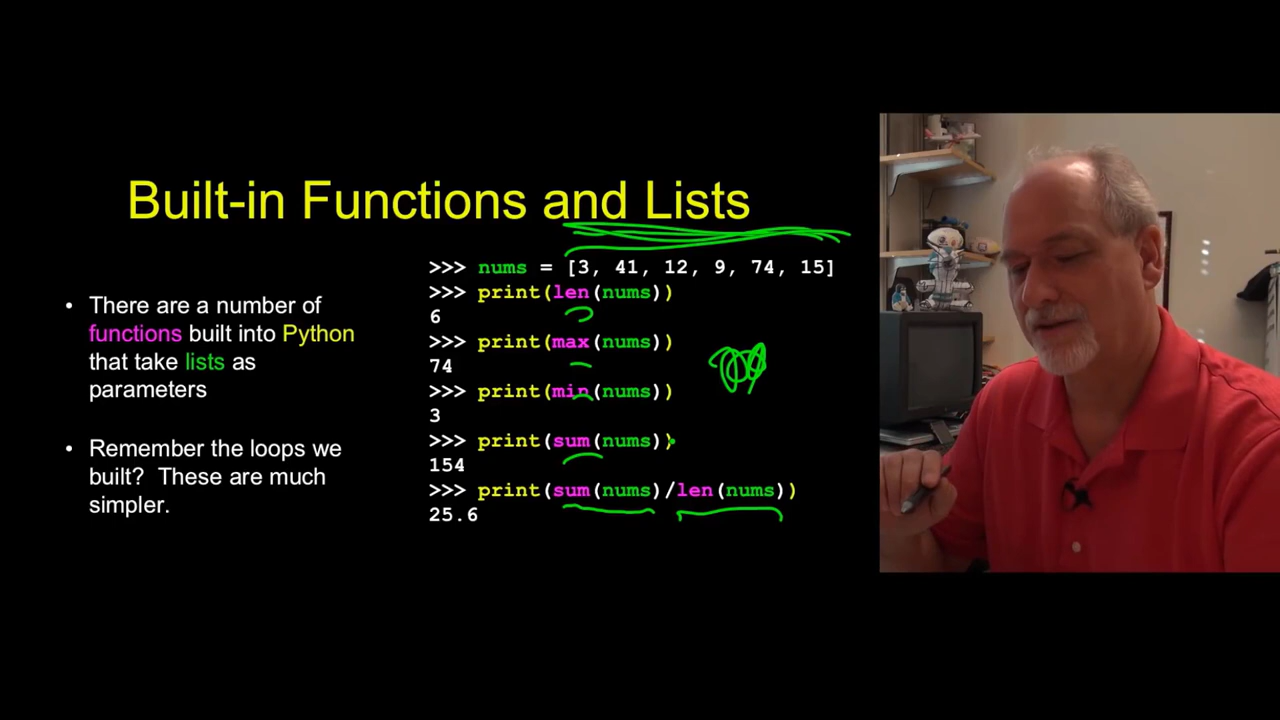 Built-in Functions and Lists
• There are a number of
functions built into Python
that take lists as
parameters
• Remember the loops we
built? These are much
simpler.
>>> nums = [3, 41, 12, 9, 74, 15]
>>> print(len(nums))
6
>>> print(max(nums))
74
>>> print(min(nums))
3
>>> print(sum(nums))
154
>>> print(sum(nums)/len(nums))
25.6